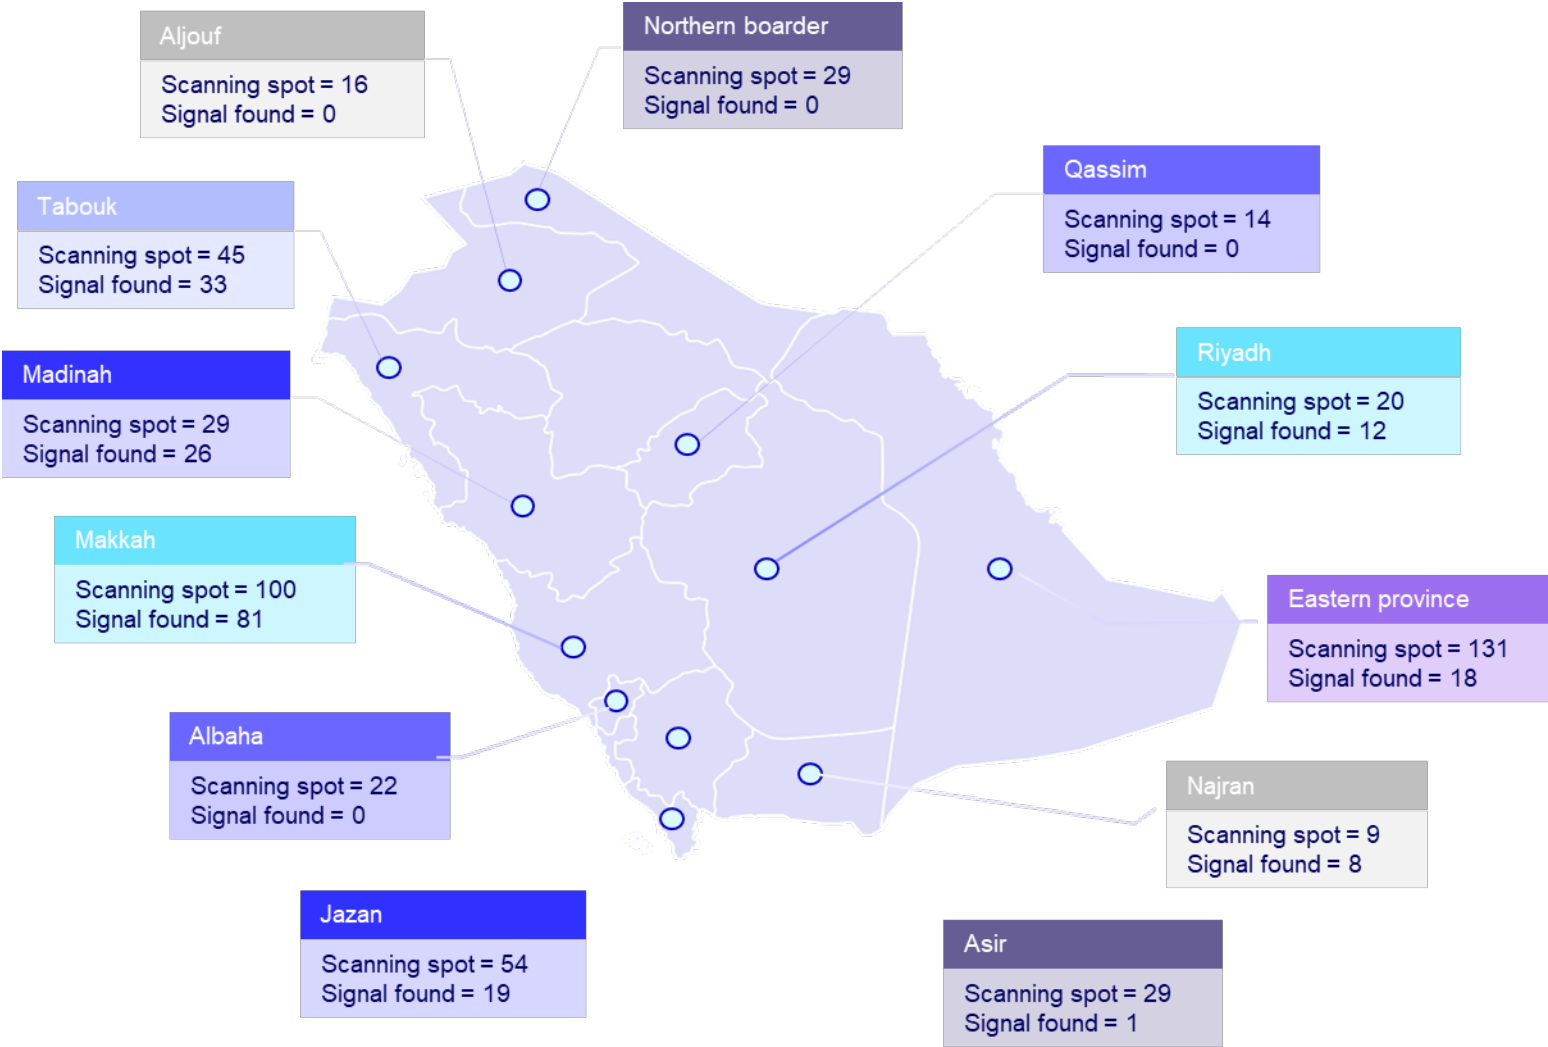 Aljouf
Scanning spot = 16
Signal found = 0
Northern boarder
Scanning spot = 29
Signal found = 0
Qassim
Scanning spot = 14
Signal found = 0
Tabouk
Scanning spot = 45
Signal found = 33
Riyadh
Scanning spot = 20
Signal found = 12
Madinah
Scanning spot = 29
Signal found = 26
Makkah
Scanning spot = 100
Signal found = 81
Eastern province
Scanning spot = 131
Signal found = 18
Albaha
Scanning spot = 22
Signal found = 0
Najran
Scanning spot = 9
Signal found = 8
Jazan
Scanning spot = 54
Signal found = 19
Asir
Scanning spot = 29
Signal found = 1